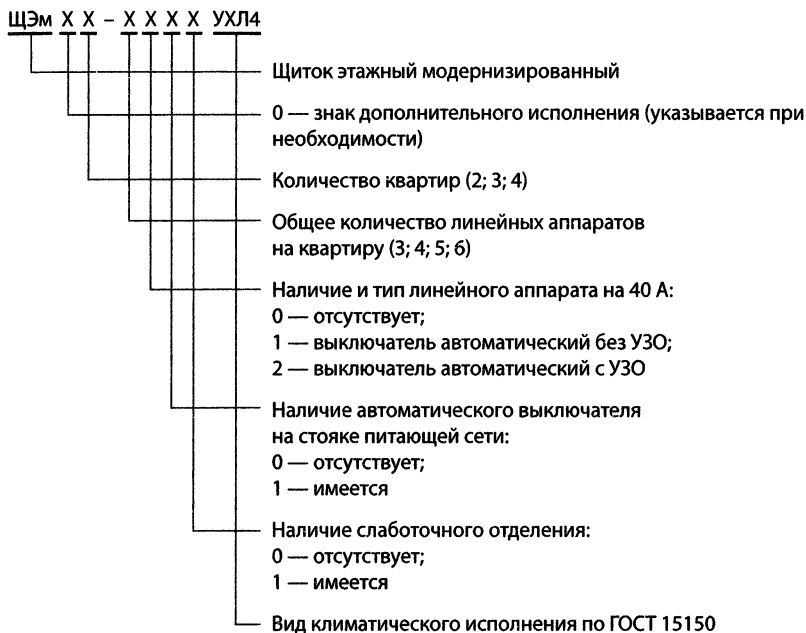 ЩЭм Х Х – Х Х Х Х УХЛ4
Щиток этажный модернизированный
0 — знак дополнительного исполнения (указывается при
необходимости)
Количество квартир (2; 3; 4)
Общее количество линейных аппаратов
на квартиру (3; 4; 5; 6)
Наличие и тип линейного аппарата на 40 А:
0 — отсутствует;
1 — выключатель автоматический без УЗО;
2 — выключатель автоматический с УЗО
Наличие автоматического выключателя
на стояке питающей сети:
0 — отсутствует;
1 — имеется
Наличие слаботочного отделения:
0 — отсутствует;
1 — имеется
Вид климатического исполнения по ГОСТ 15150